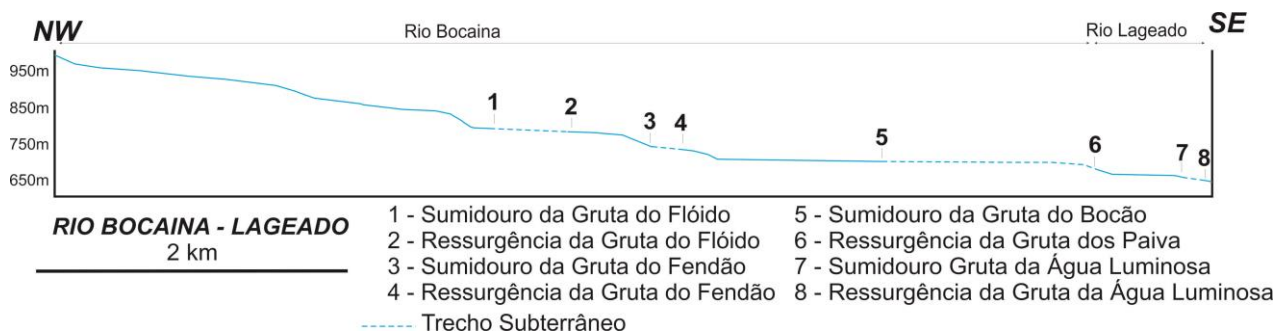 NW
Rio Bocaina
Rio Lageado
SE
950m
850m
750m
650m
1
2
3
4
5
6
7
8
RIO BOCAINA - LAGEADO
2 km
1 - Sumidouro da Gruta do Flóido
2 - Ressurgência da Gruta do Flóido
3 - Sumidouro da Gruta do Fendão
4 - Ressurgência da Gruta do Fendão
5 - Sumidouro da Gruta do Bocão
6 - Ressurgência da Gruta dos Paiva
7 - Sumidouro Gruta da Água Luminosa
8 - Ressurgência da Gruta da Água Luminosa
Trecho Subterrâneo